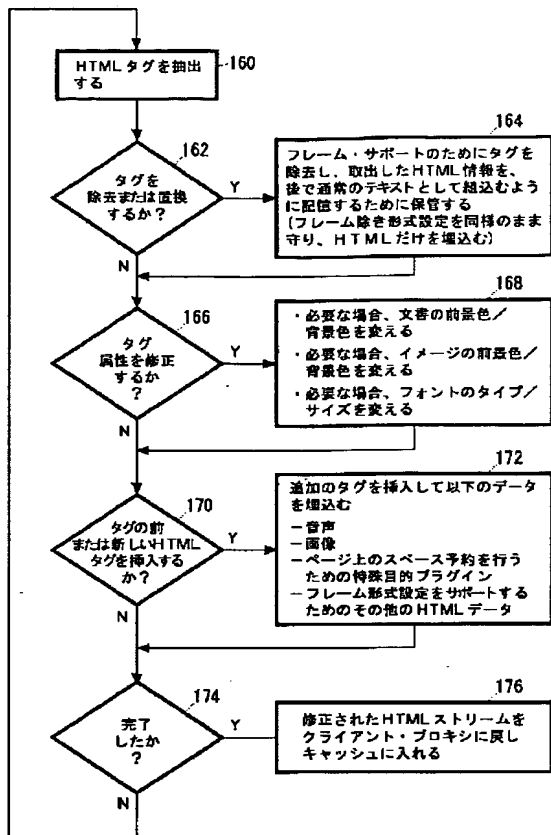 HTMLタグを抽出
する
160
162
タグを
除去または置換
するか？
Y
N
164
フレーム・サポートのためにタグを
除去し、取出したHTML情報を、
後で通常のテキストとして組込むよう
に記憶するために保管する
(フレーム除き形式設定を同様のまま
守り、HTMLだけを埋込む)
166
タグ
属性を修正
するか
？
Y
N
168
・必要な場合、文書の前景色／
背景色を変える
・必要な場合、イメージの前景色／
背景色を変える
・必要な場合、フォントのタイプ／
サイズを変える
170
タグの前
または新しいHTML
タグを挿入する
か？
Y
N
172
追加のタグを挿入して以下のデータ
を埋込む
－音声
－画像
－ページ上のスペース予約を行う
ための特殊目的プラグイン
－フレーム形式設定をサポートする
ためのその他のHTMLデータ
174
完了
したか
？
Y
N
176
修正されたHTMLストリームを
クライアント・プロキシに戻し
キャッシュに入れる